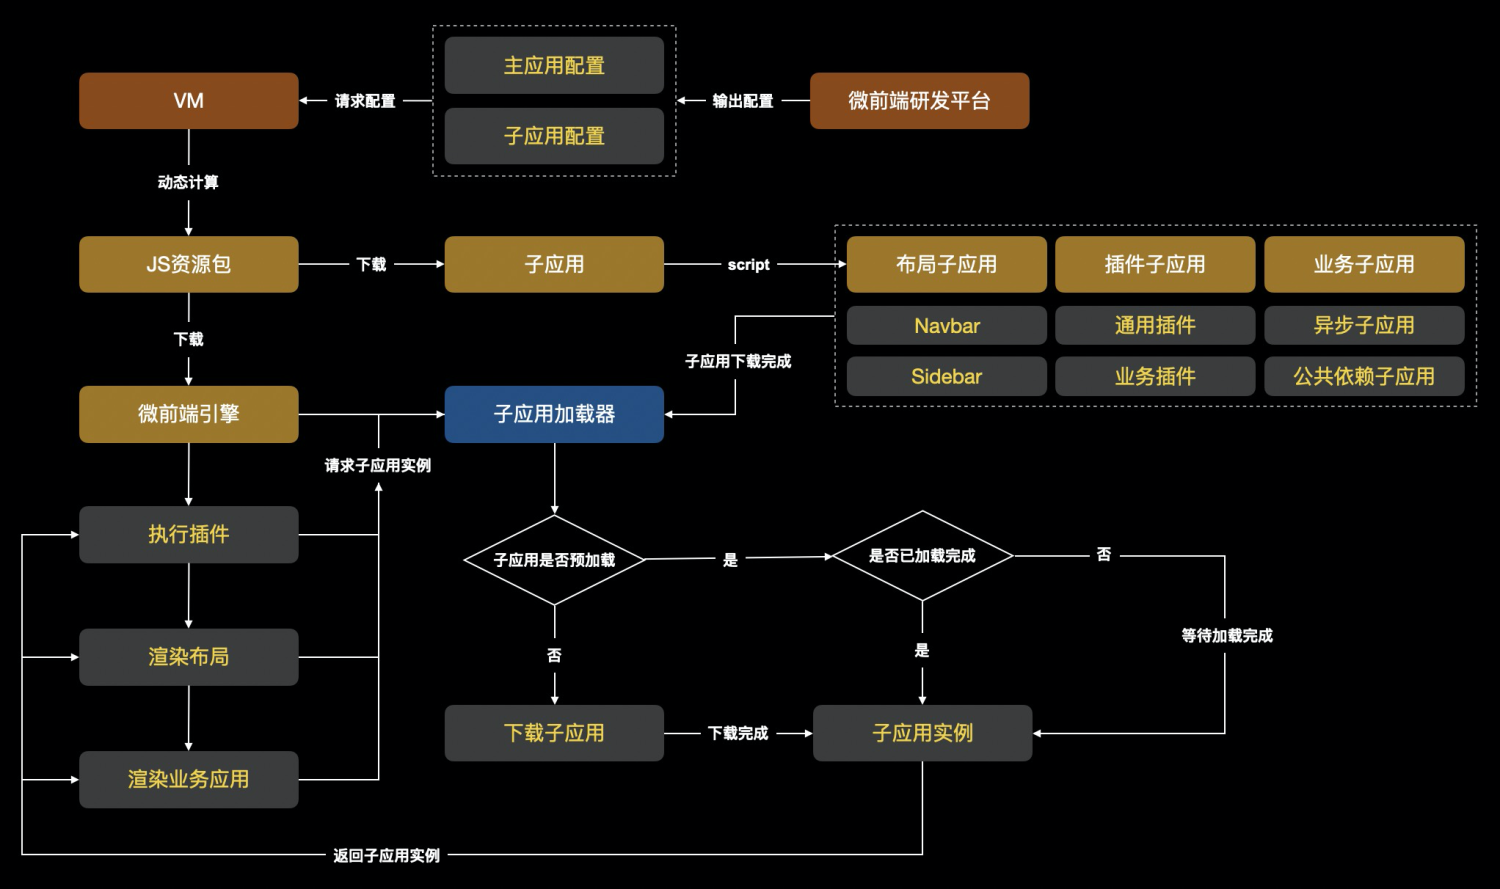 主应用配置
VM
请求配置
输出配置
微前端研发平台
子应用配置
动态计算
JS资源包
下载
子应用
script
布局子应用
插件子应用
业务子应用
Navbar
通用插件
异步子应用
下载
子应用下载完成
Sidebar
业务插件
公共依赖子应用
微前端引擎
子应用加载器
请求子应用实例
执行插件
子应用是否预加载
是
是否已加载完成
否
等待加载完成
渲染布局
否
是
下载子应用
下载完成
子应用实例
渲染业务应用
返回子应用实例